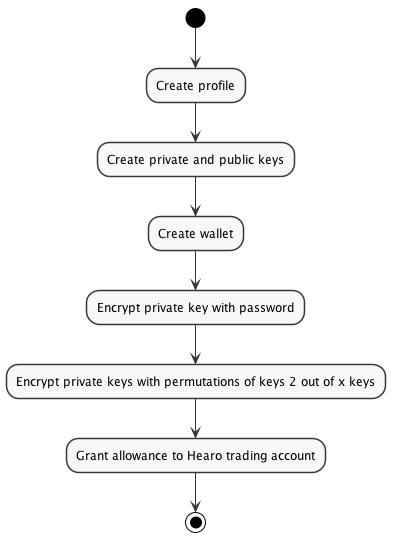 Create profile
Create private and public keys
Create wallet
Encrypt private key with password
Encrypt private keys with permutations of keys 2 out of x keys
Grant allowance to Hearo trading account